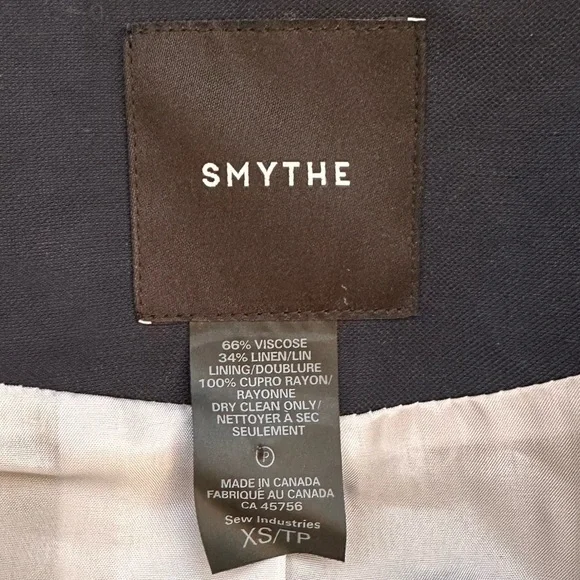 SMYTHE
66% VISCOSE
34% LINEN/LIN
LINING/DOUBLURE
100% CUPRO RAYON/
RAYONNE
DRY CLEAN ONLY/
NETTOYER À SEC
SEULEMENT
P
MADE IN CANADA
FABRIQUÉ AU CANADA
CA 45756
Sew Industries
XS/TP